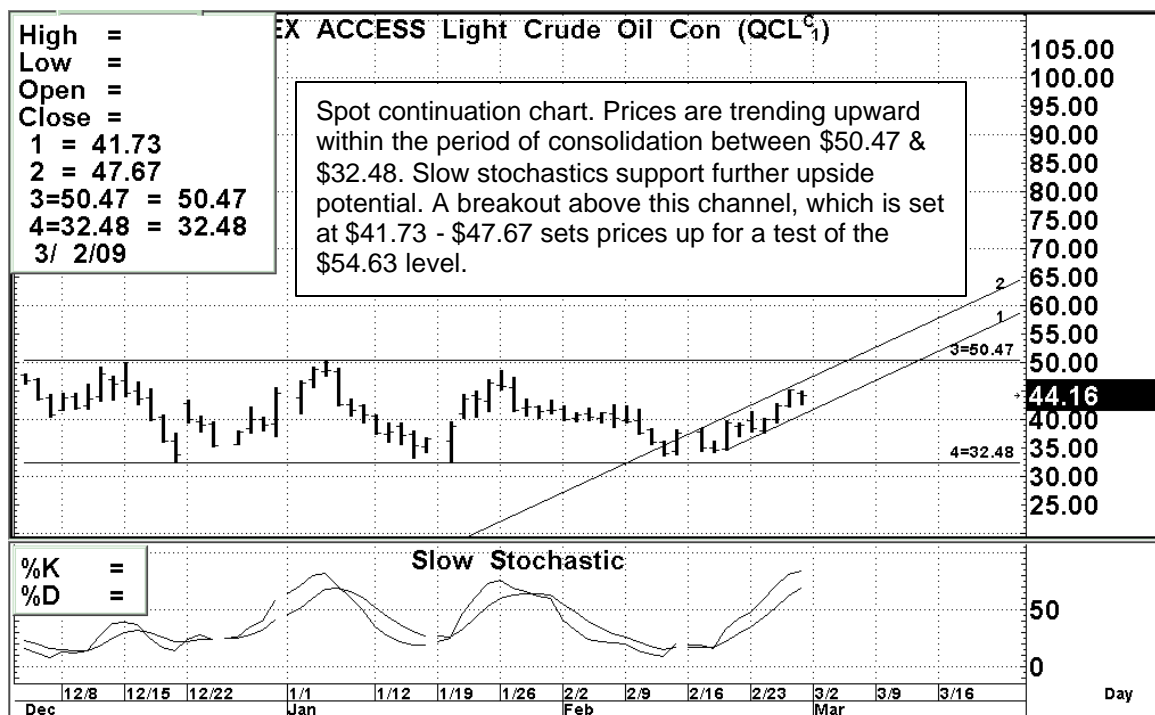 High =
Low =
Open =
Close =
1 = 41.73
2 = 47.67
3=50.47 = 50.47
4=32.48 = 32.48
3/ 2/09
EX ACCESS Light Crude Oil Con (QCL C1)
Spot continuation chart. Prices are trending upward
within the period of consolidation between $50.47 &
$32.48. Slow stochastics support further upside
potential. A breakout above this channel, which is set
at $41.73 - $47.67 sets prices up for a test of the
$54.63 level.
105.00
100.00
95.00
90.00
85.00
80.00
75.00
70.00
65.00
60.00
55.00
50.00
44.16
40.00
35.00
30.00
25.00
2
1
3=50.47
4=32.48
%K =
%D =
Slow Stochastic
50
0
12/8 12/15 12/22 1/1 1/12 1/19 1/26 2/2 2/9 2/16 2/23 3/2 3/9 3/16 Day
Dec Jan Feb Mar